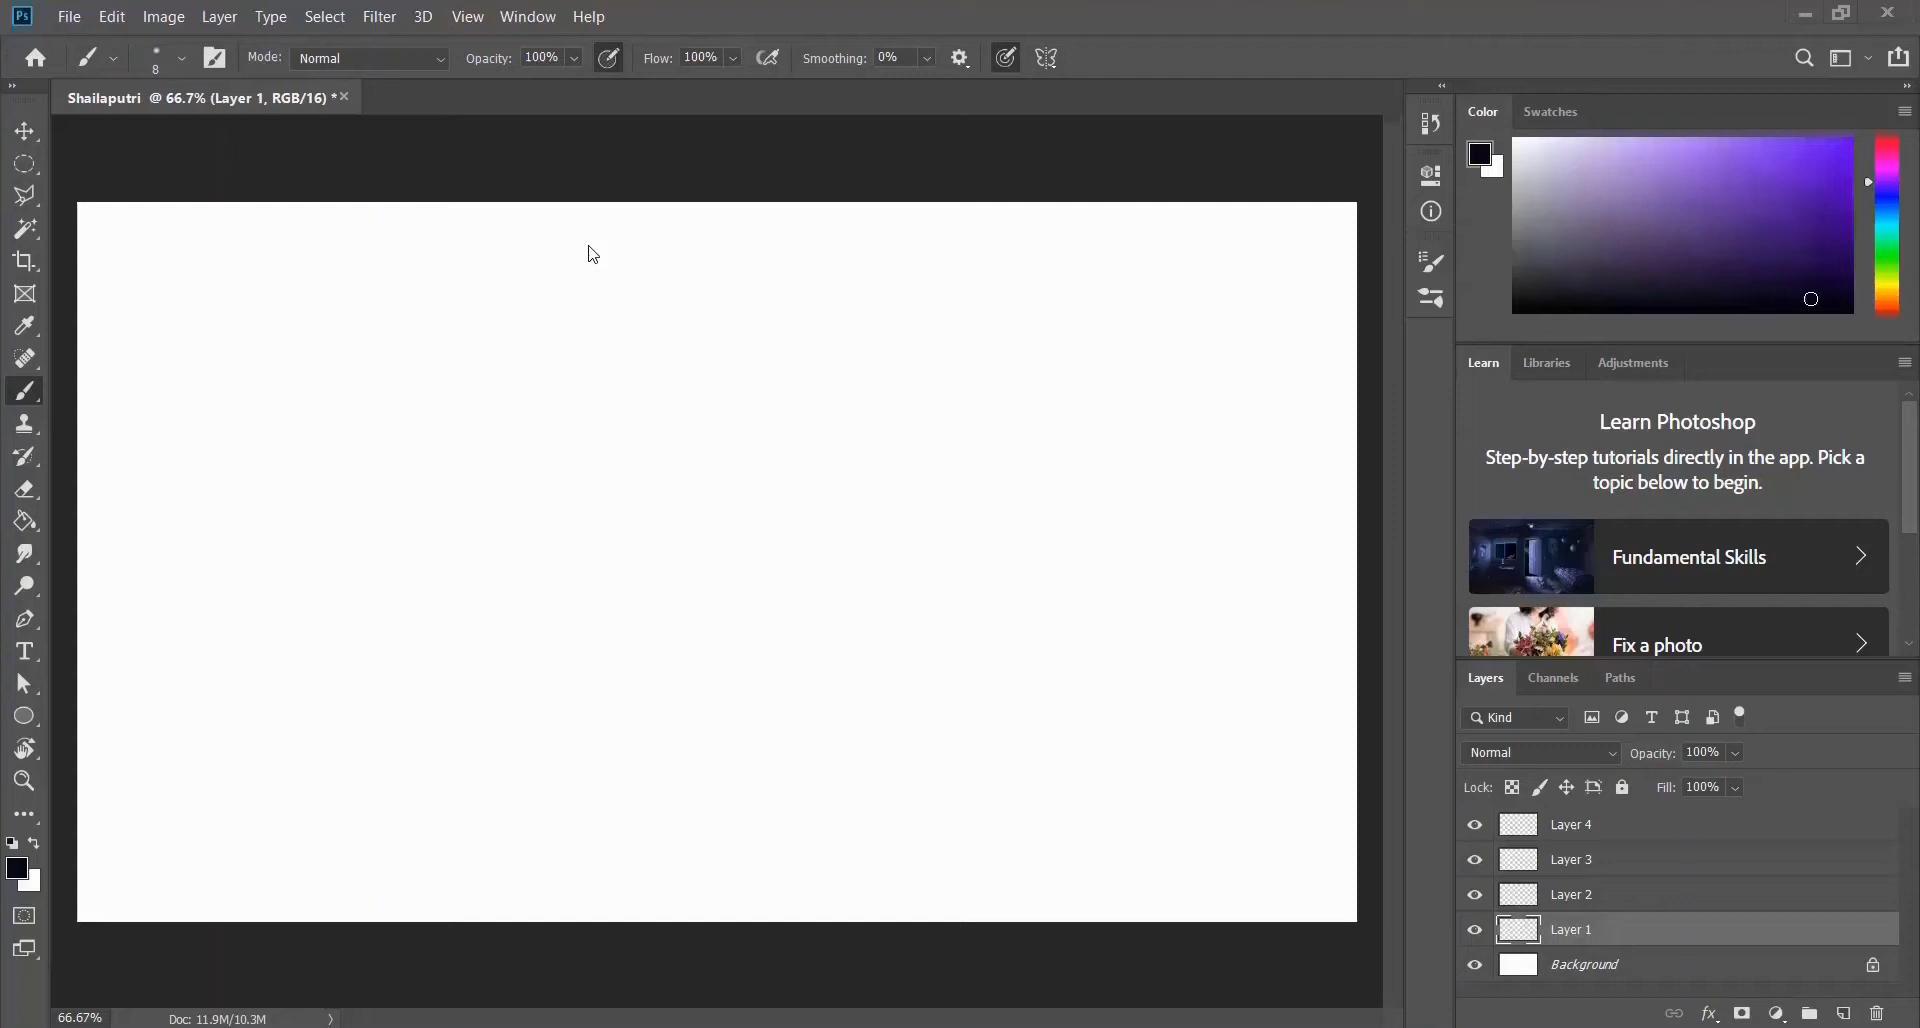 Ps File Edit Image Layer Type Select Filter 3D View Window Help
8 Mode: Normal Opacity: 100% Flow: 100% Smoothing: 0%
Shailaputri @ 66.7% (Layer 1, RGB/16) *
Color Swatches
Learn Libraries Adjustments
Learn Photoshop
Step-by-step tutorials directly in the app. Pick a
topic below to begin.
Fundamental Skills
Fix a photo
Layers Channels Paths
Kind
Normal Opacity: 100%
Lock: Fill: 100%
Layer 4
Layer 3
Layer 2
Layer 1
Background
fx
66.67% Doc: 11.9M/10.3M